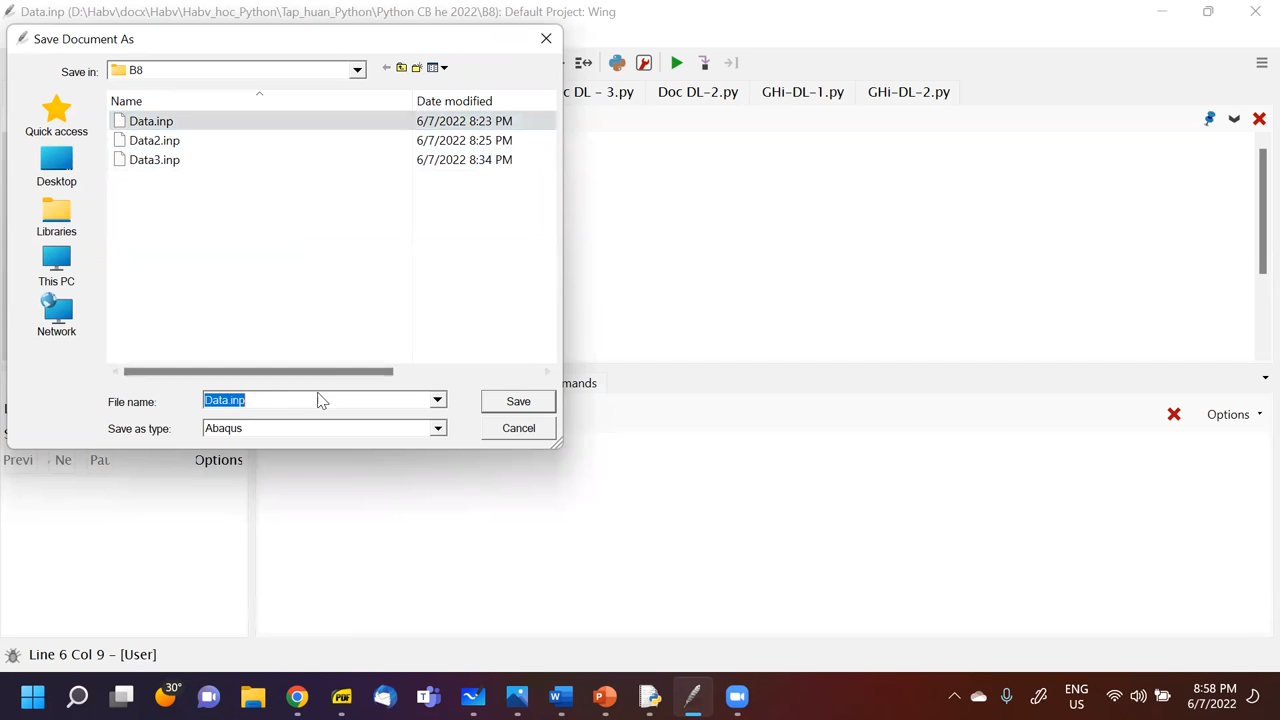 Data.inp (D:\Habv\docx\Habv\Habv_hoc_Python\Tap_huan_Python\Python CB he 2022\B8): Default Project: Wing
Save Document As
Save in:
B8
c DL - 3.py
Doc DL-2.py
GHi-DL-1.py
GHi-DL-2.py
Name
Date modified
Data.inp
6/7/2022 8:23 PM
Data2.inp
6/7/2022 8:25 PM
Data3.inp
6/7/2022 8:34 PM
Quick access
Desktop
Libraries
This PC
Network
mands
File name:
Data.inp
Save
Save as type:
Abaqus
Cancel
Options
Previ
Ne
Pau
Options
Line 6 Col 9 – [User]
30°
ENG
US
8:58 PM
6/7/2022